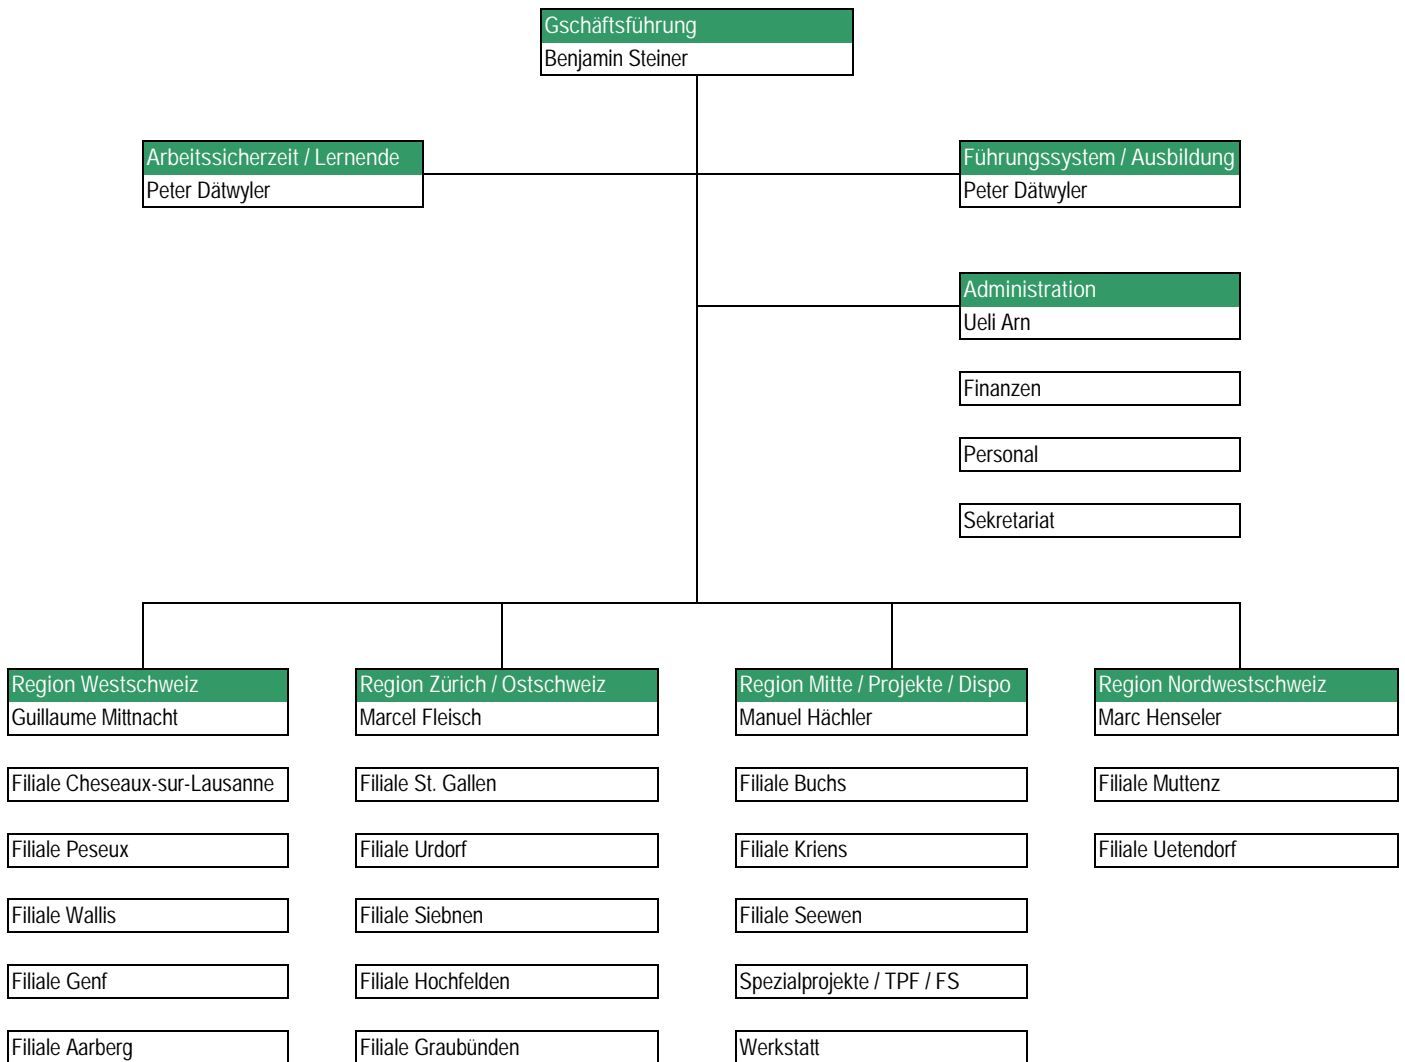 Gschäftsführung
Benjamin Steiner
Arbeitssicherzeit / Lernende
Peter Dätwyler
Führungssystem / Ausbildung
Peter Dätwyler
Administration
Ueli Arn
Finanzen
Personal
Sekretariat
Region Westschweiz
Guillaume Mittnacht
Filiale Cheseaux-sur-Lausanne
Filiale Peseux
Filiale Wallis
Filiale Genf
Filiale Aarberg
Region Zürich / Ostschweiz
Marcel Fleisch
Filiale St. Gallen
Filiale Urdorf
Filiale Siebnen
Filiale Hochfelden
Filiale Graubünden
Region Mitte / Projekte / Dispo
Manuel Hächler
Filiale Buchs
Filiale Kriens
Filiale Seewen
Spezialprojekte / TPF / FS
Werkstatt
Region Nordwestschweiz
Marc Henseler
Filiale Muttenz
Filiale Uetendorf